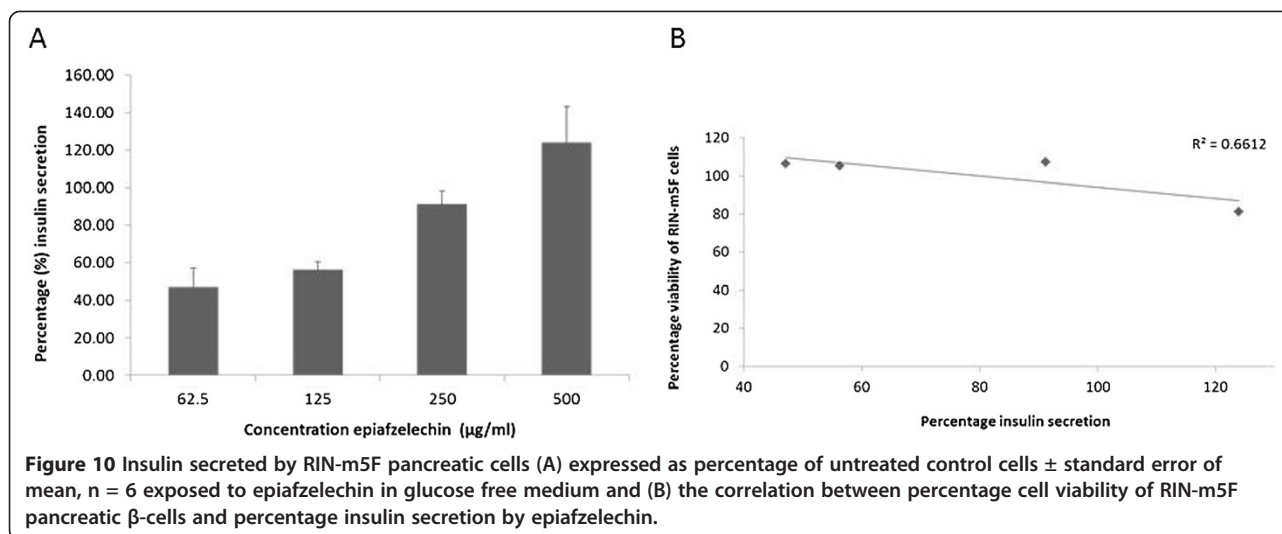 A
160.00
140.00
120.00
100.00
80.00
60.00
40.00
20.00
0.00
Percentage (%) insulin secretion
62.5 125 250 500
Concentration epiafzelechin (µg/ml)
B
120
100
80
60
40
20
0
Percentage viability of RIN-m5F cells
R² = 0.6612
40 60 80 100 120
Percentage insulin secretion
Figure 10 Insulin secreted by RIN-m5F pancreatic cells (A) expressed as percentage of untreated control cells ± standard error of
mean, n = 6 exposed to epiafzelechin in glucose free medium and (B) the correlation between percentage cell viability of RIN-m5F
pancreatic β-cells and percentage insulin secretion by epiafzelechin.